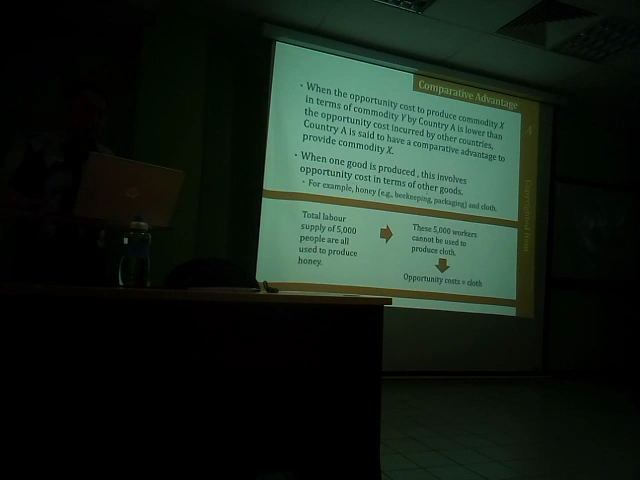 Comparative Advantage
• When the opportunity cost to produce commodity X
in terms of commodity Y by Country A is lower than
the opportunity cost incurred by other countries,
Country A is said to have a comparative advantage to
provide commodity X.
• When one good is produced, this involves
opportunity cost in terms of other goods.
• For example, honey (e.g., beekeeping, packaging) and cloth.
Total labour
supply of 5,000
people are all
used to produce
honey.
These 5,000 workers
cannot be used to
produce cloth.
Opportunity costs = cloth